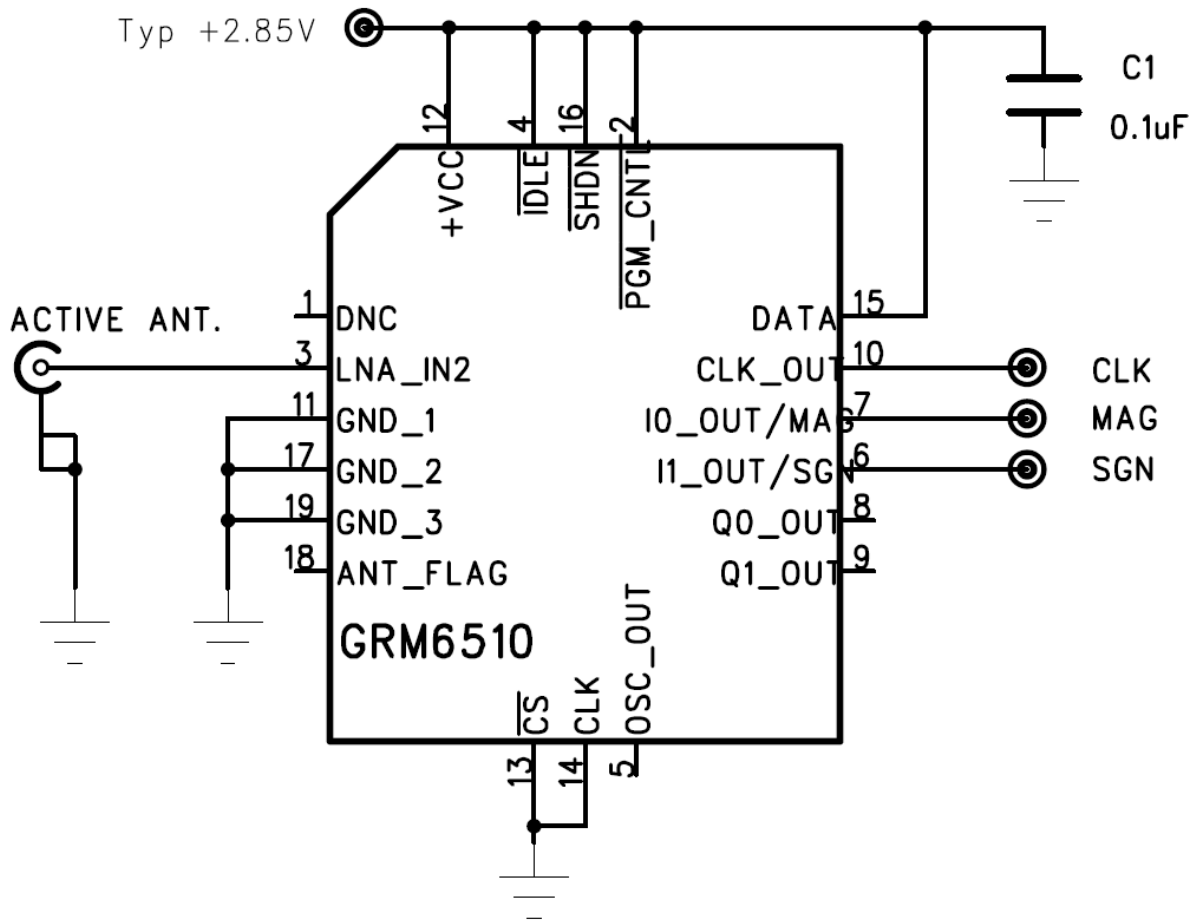 Typ +2.85V
C1
0.1uF
12
4
16
2
+VCC
IDLE
SHDN
PGM_CNTL
ACTIVE ANT.
1
DNC
DATA
15
3
LNA_IN2
CLK_OUT
10
CLK
11
GND_1
I0_OUT/MAG
7
MAG
17
GND_2
I1_OUT/SGN
6
SGN
19
GND_3
Q0_OUT
8
18
ANT_FLAG
Q1_OUT
9
GRM6510
CS
CLK
OSC_OUT
13
14
5